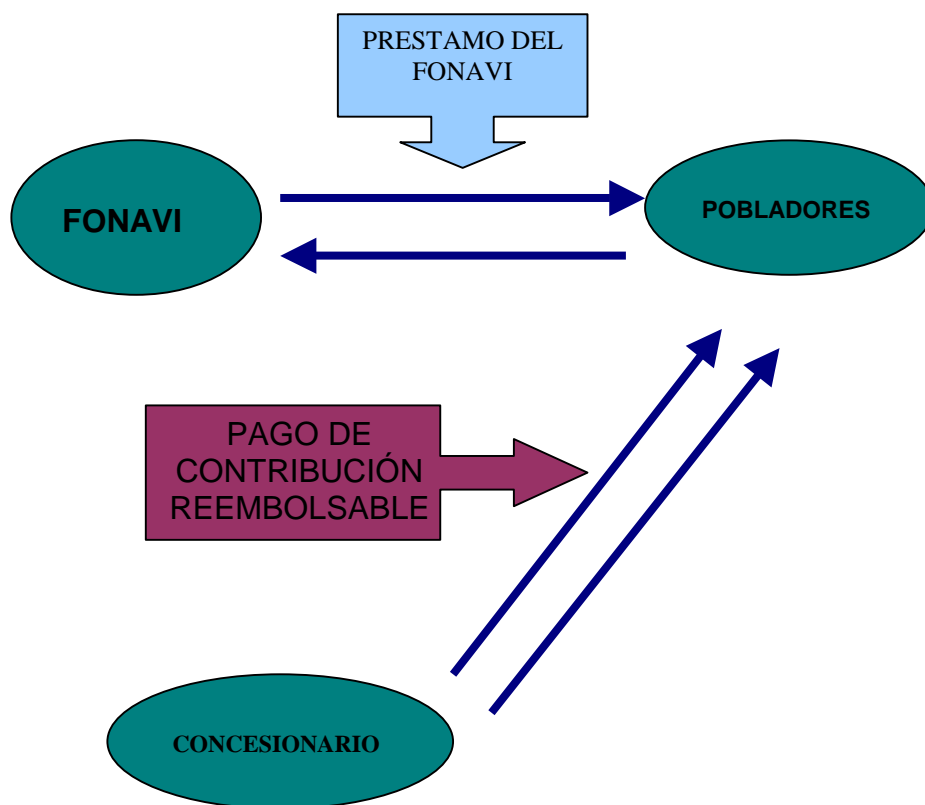 PRESTAMO DEL
FONAVI
FONAVI
POBLADORES
PAGO DE
CONTRIBUCIÓN
REEMBOLSABLE
CONCESIONARIO